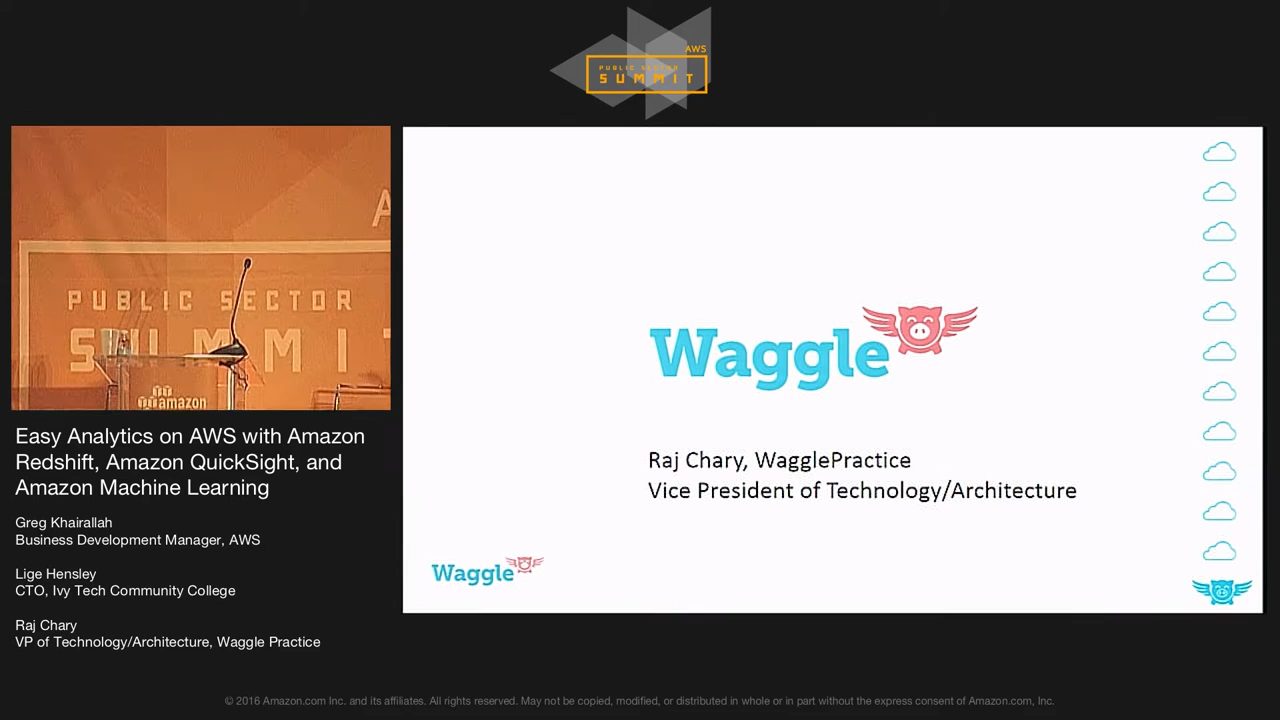 AWS
PUBLIC SECTOR
SUMMIT
A
PUBLIC SECTOR
SUMMIT
amazon
Easy Analytics on AWS with Amazon
Redshift, Amazon QuickSight, and
Amazon Machine Learning
Greg Khairallah
Business Development Manager, AWS
Lige Hensley
CTO, Ivy Tech Community College
Raj Chary
VP of Technology/Architecture, Waggle Practice
Waggle
Raj Chary, WagglePractice
Vice President of Technology/Architecture
Waggle
© 2016 Amazon.com Inc. and its affiliates. All rights reserved. May not be copied, modified, or distributed in whole or in part without the express consent of Amazon.com, Inc.